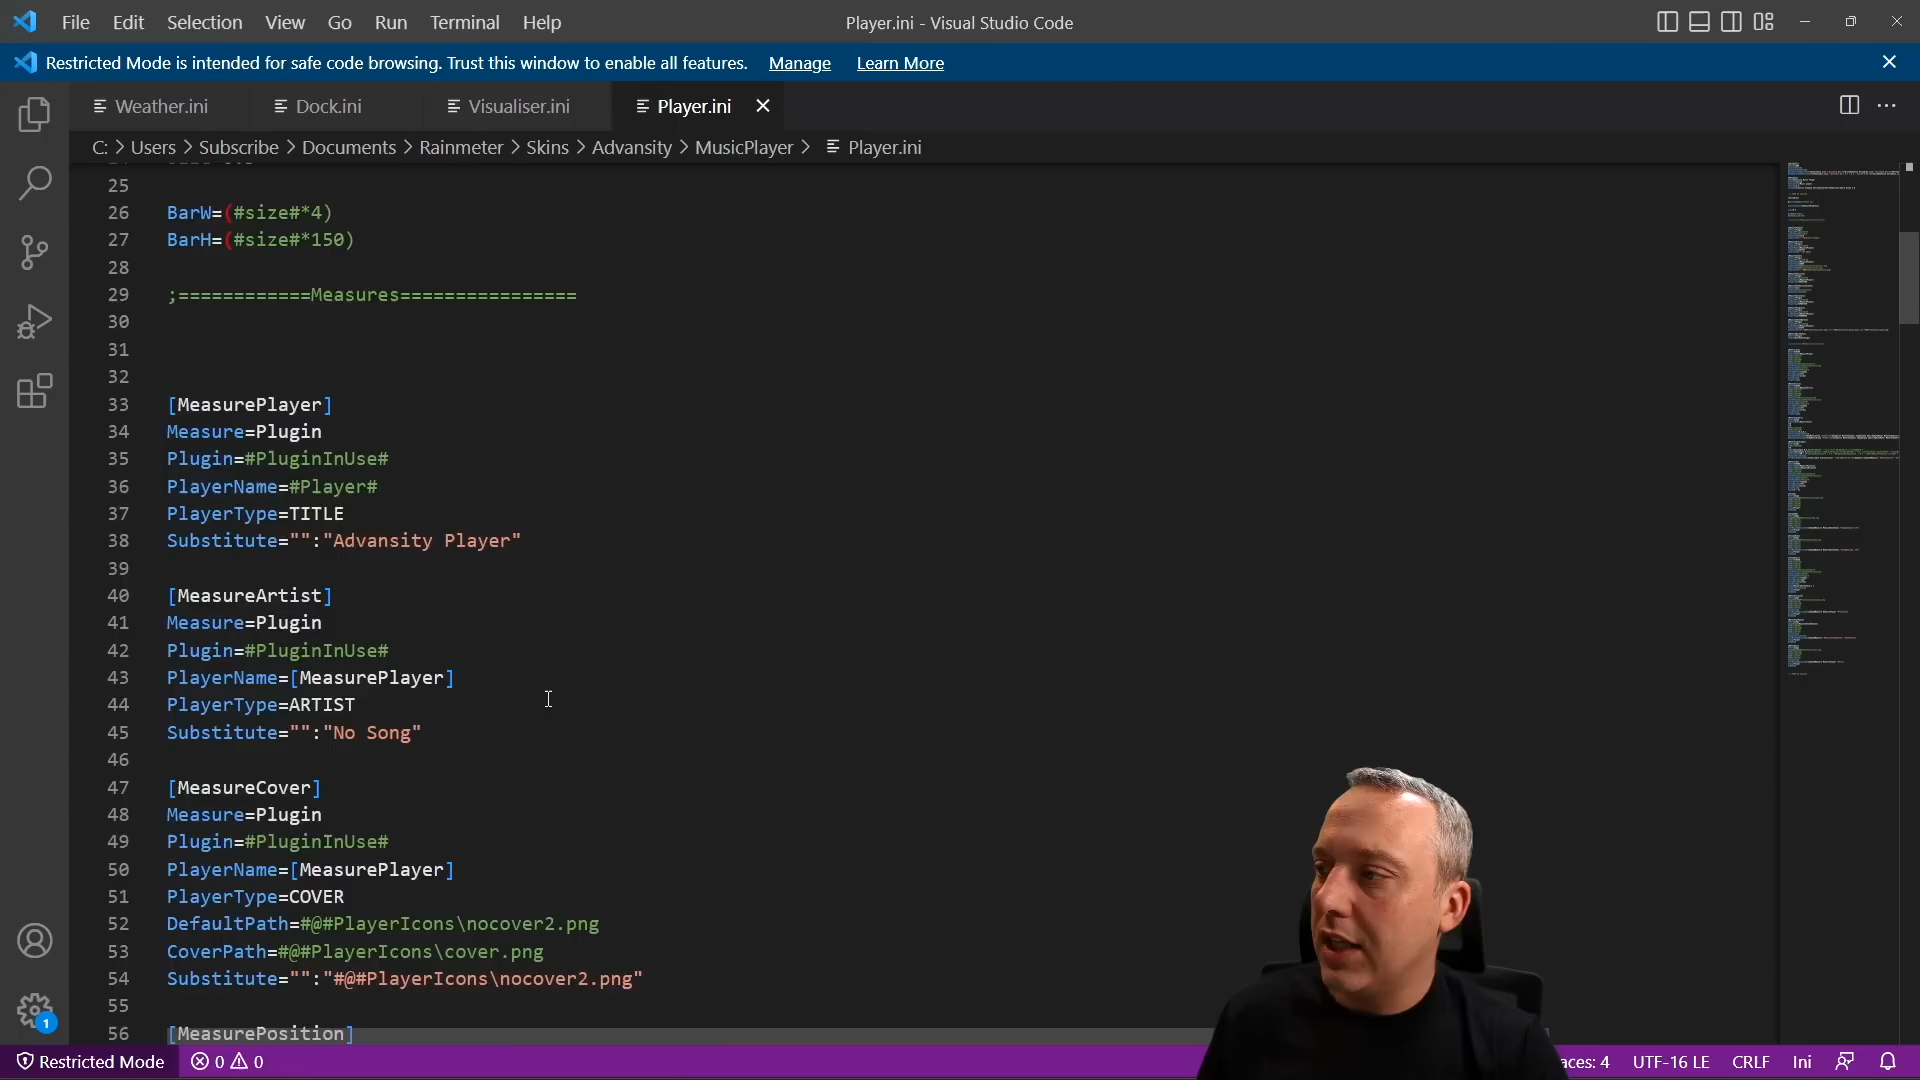 File Edit Selection View Go Run Terminal Help
Player.ini - Visual Studio Code
Restricted Mode is intended for safe code browsing. Trust this window to enable all features. Manage Learn More
Weather.ini Dock.ini Visualiser.ini Player.ini
C: > Users > Subscribe > Documents > Rainmeter > Skins > Advansity > MusicPlayer > Player.ini
25
26 BarW=(#size#*4)
27 BarH=(#size#*150)
28
29 ;============Measures================
30
31
32
33 [MeasurePlayer]
34 Measure=Plugin
35 Plugin=#PluginInUse#
36 PlayerName=#Player#
37 PlayerType=TITLE
38 Substitute="":"Advansity Player"
39
40 [MeasureArtist]
41 Measure=Plugin
42 Plugin=#PluginInUse#
43 PlayerName=[MeasurePlayer]
44 PlayerType=ARTIST
45 Substitute="":"No Song"
46
47 [MeasureCover]
48 Measure=Plugin
49 Plugin=#PluginInUse#
50 PlayerName=[MeasurePlayer]
51 PlayerType=COVER
52 DefaultPath=#@#PlayerIcons\nocover2.png
53 CoverPath=#@#PlayerIcons\cover.png
54 Substitute="":"#@#PlayerIcons\nocover2.png"
55
56 [MeasurePosition]
1
Restricted Mode 0 0 aces: 4 UTF-16 LE CRLF Ini